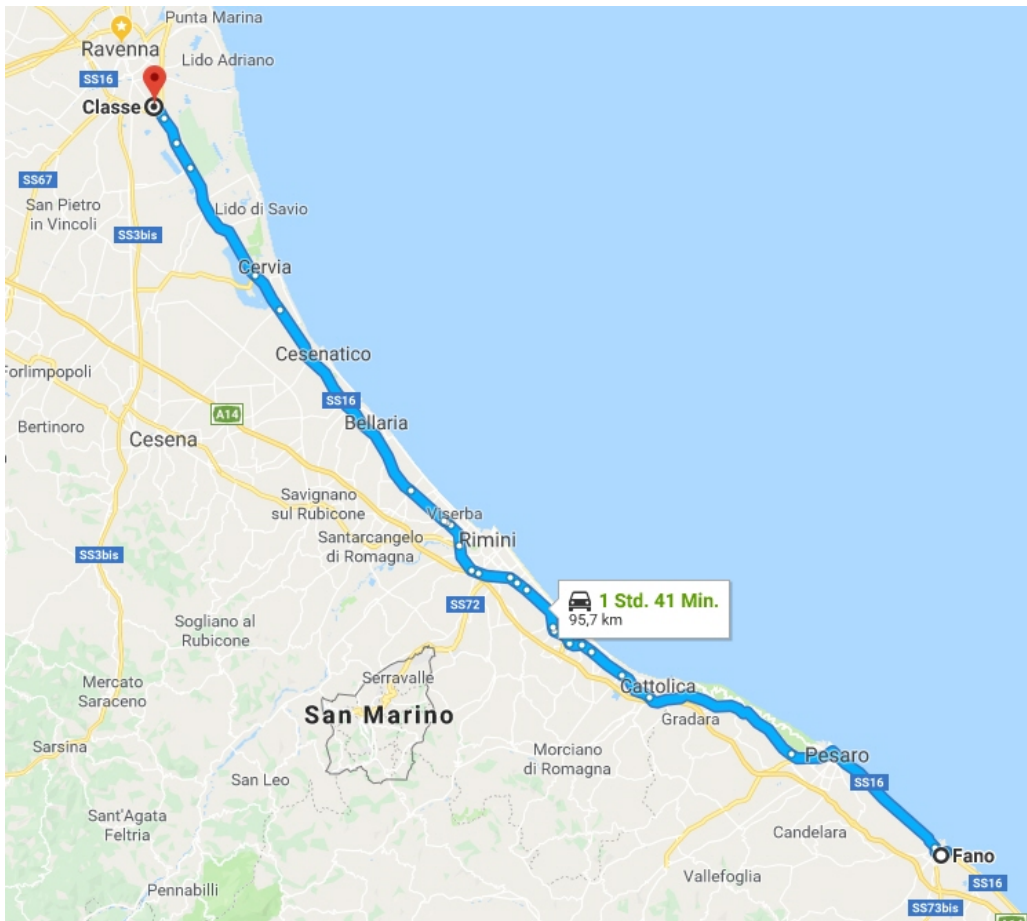 Punta Marina
Ravenna
Lido Adriano
SS16
Classe
SS67
San Pietro
in Vincoli
Lido di Savio
SS3bis
Cervia
Cesenatico
Forlimpopoli
SS16
A14
Bellaria
Bertinoro
Cesena
Savignano
sul Rubicone
Viserba
Santarcangelo
di Romagna
Rimini
SS3bis
SS72
1 Std. 41 Min.
95,7 km
Sogliano al
Rubicone
Mercato
Saraceno
Serravalle
Cattolica
San Marino
Gradara
Sarsina
Morciano
di Romagna
Pesaro
San Leo
SS16
Sant'Agata
Feltria
Candelara
Fano
Vallefoglia
SS16
Pennabilli
SS73bis